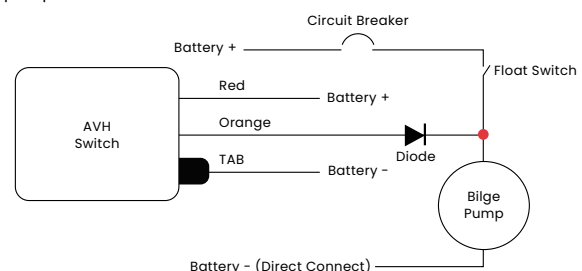 Circuit Breaker
Battery +
Float Switch
Red
Battery +
AVH
Switch
Orange
Diode
TAB
Battery -
Bilge
Pump
Battery - (Direct Connect)